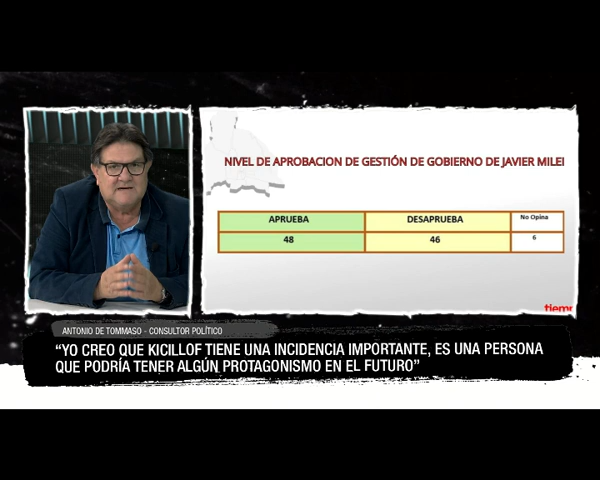 NIVEL DE APROBACION DE GESTIÓN DE GOBIERNO DE JAVIER MILEI
APRUEBA DESAPRUEBA No Opina
48 46 6
ANTONIO DE TOMMASO - CONSULTOR POLÍTICO
“YO CREO QUE KICILLOF TIENE UNA INCIDENCIA IMPORTANTE, ES UNA PERSONA
QUE PODRÍA TENER ALGÚN PROTAGONISMO EN EL FUTURO”